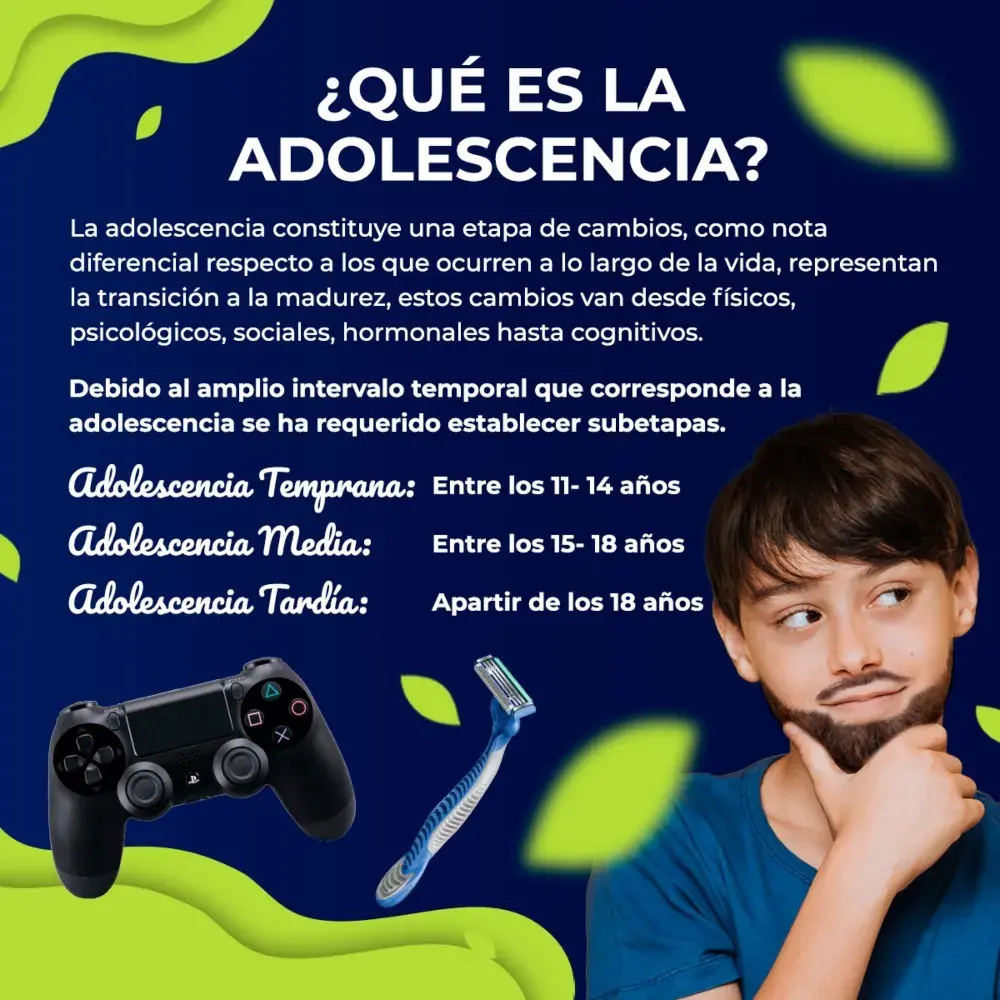 ¿QUÉ ES LA
ADOLESCENCIA?
La adolescencia constituye una etapa de cambios, como nota
diferencial respecto a los que ocurren a lo largo de la vida, representan
la transición a la madurez, estos cambios van desde físicos,
psicológicos, sociales, hormonales hasta cognitivos.
Debido al amplio intervalo temporal que corresponde a la
adolescencia se ha requerido establecer subetapas.
Adolescencia Temprana: Entre los 11- 14 años
Adolescencia Media: Entre los 15- 18 años
Adolescencia Tardía: Apartir de los 18 años